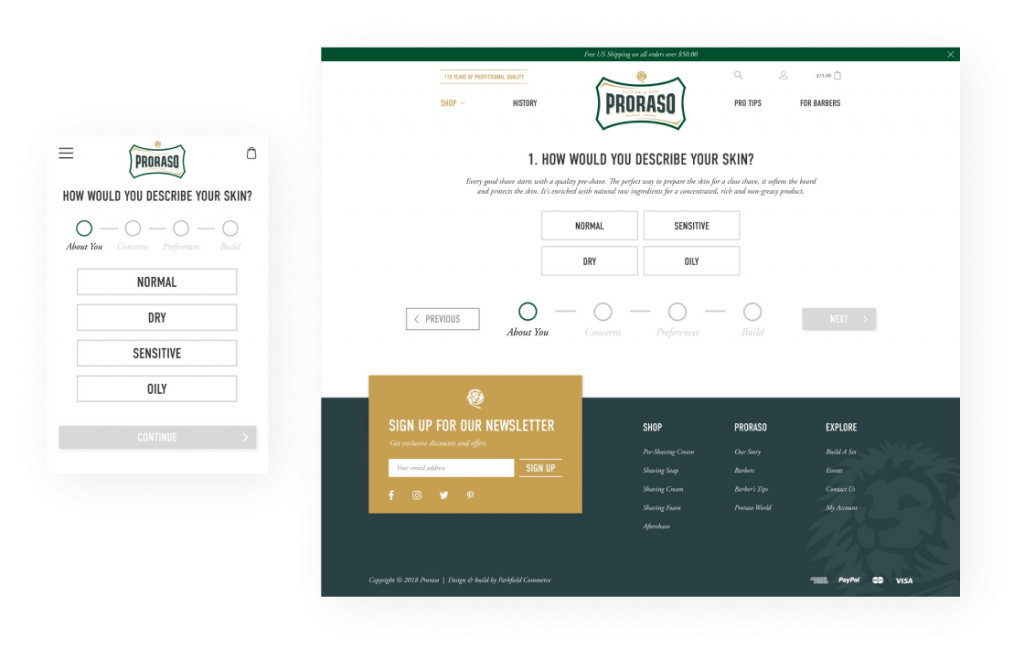 PRORASO
HOW WOULD YOU DESCRIBE YOUR SKIN?
About You Concerns Preferences Build
NORMAL
DRY
SENSITIVE
OILY
CONTINUE
Free US Shipping on all orders over $50.00
110 YEARS OF PROFFESIONAL QUALITY
$25.00
SHOP
HISTORY
PRORASO
PRO TIPS
FOR BARBERS
1. HOW WOULD YOU DESCRIBE YOUR SKIN?
Every good shave starts with a quality pre-shave. The perfect way to prepare the skin for a close shave, it softens the beard
and protects the skin. It's enriched with natural raw ingredients for a concentrated, rich and non-greasy product.
NORMAL SENSITIVE
DRY OILY
PREVIOUS
About You Concerns Preferences Build
NEXT
SIGN UP FOR OUR NEWSLETTER
Get exclusive discounts and offers
Your email address
SIGN UP
SHOP
Pre-Shaving Cream
Shaving Soap
Shaving Cream
Shaving Foam
Aftershave
PRORASO
Our Story
Barbers
Barber's Tips
Proraso World
EXPLORE
Build A Set
Events
Contact Us
My Account
Copyright © 2018 Proraso | Design & build by Parkfield Commerce
PayPal
VISA